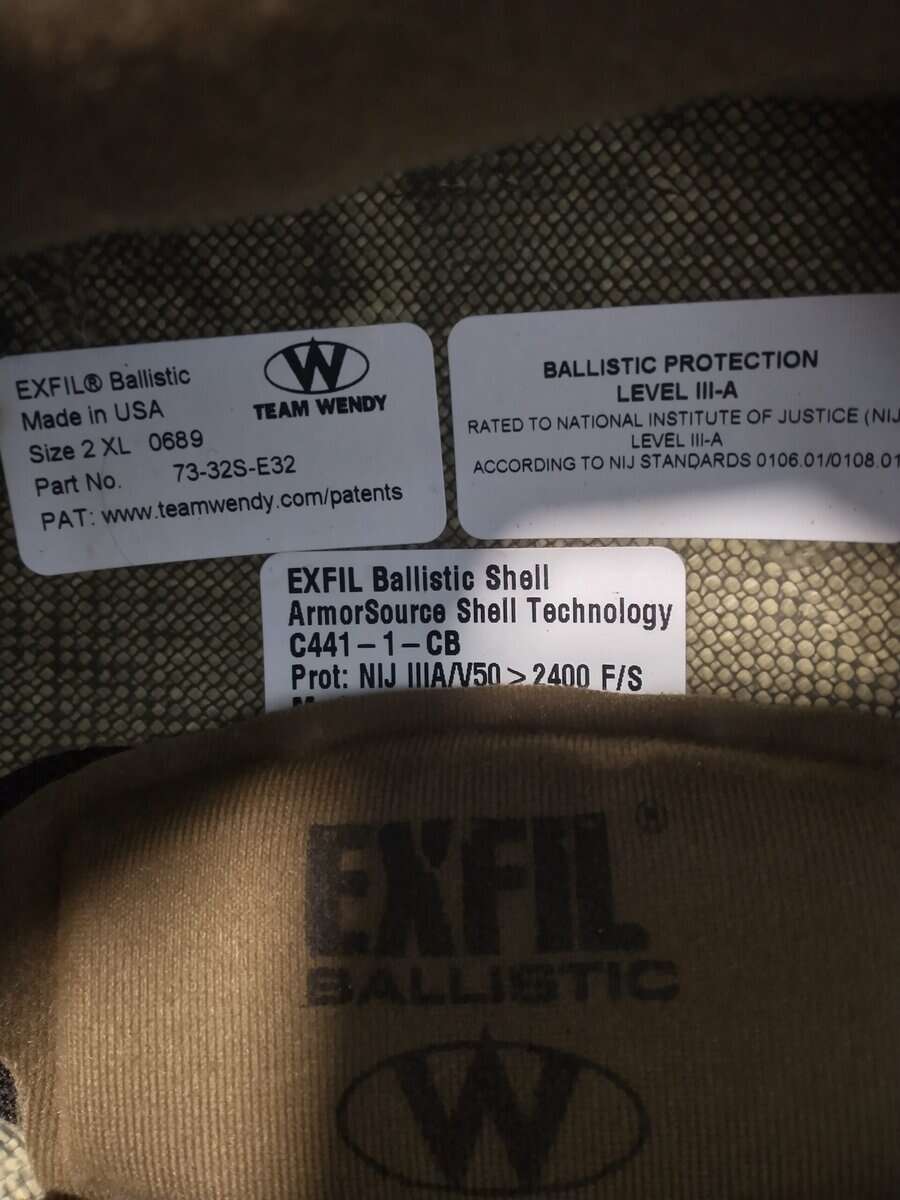 EXFIL® Ballistic
Made in USA
Size 2 XL 0689
Part No. 73-32S-E32
PAT: www.teamwendy.com/patents
W
TEAM WENDY
BALLISTIC PROTECTION
LEVEL III-A
RATED TO NATIONAL INSTITUTE OF JUSTICE (NIJ
LEVEL III-A
ACCORDING TO NIJ STANDARDS 0106.01/0108.01
EXFIL Ballistic Shell
ArmorSource Shell Technology
C441-1-CB
Prot: NIJ IIIA/V50 > 2400 F/S
EXFIL®
BALLISTIC
W